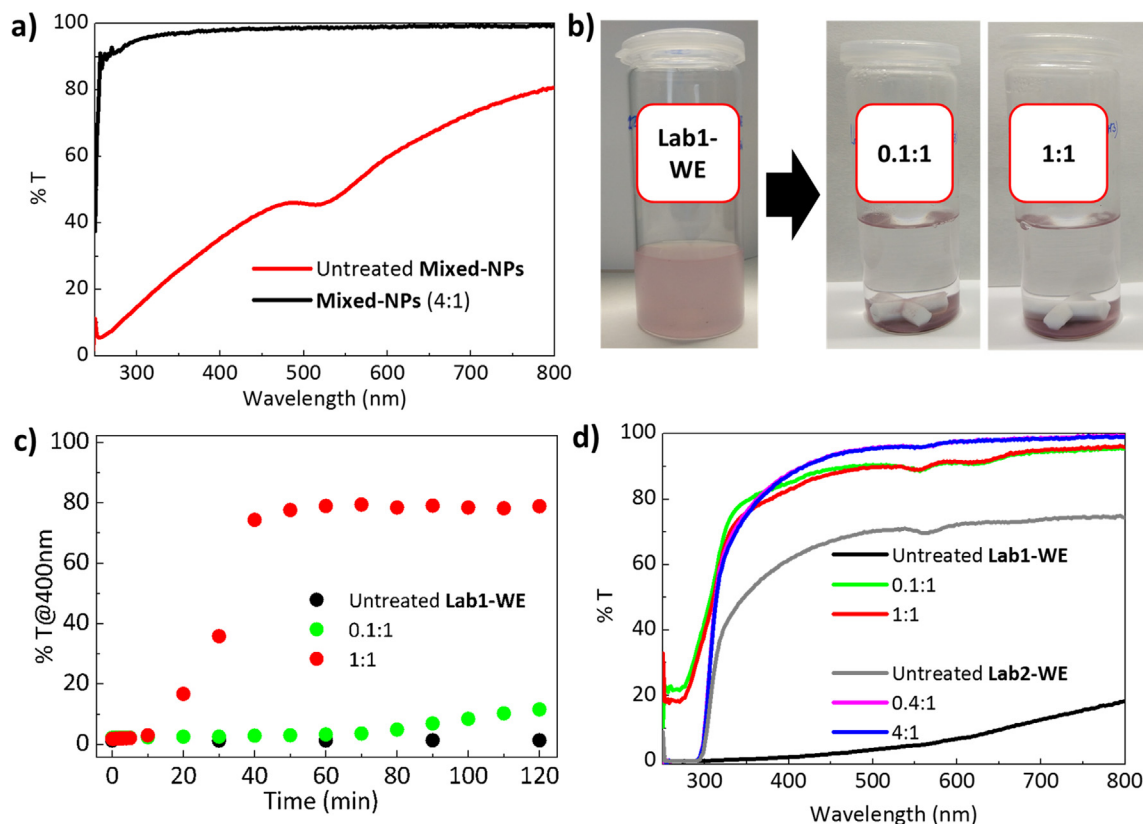 a)
100
80
60
40
20
0
% T
300
400
500
600
700
800
Wavelength (nm)
Untreated Mixed-NPs
Mixed-NPs (4:1)
b)
Lab1-
WE
0.1:1
1:1
c)
100
80
60
40
20
0
% T@400nm
0
20
40
60
80
100
120
Time (min)
Untreated Lab1-WE
0.1:1
1:1
d)
100
80
60
40
20
0
% T
300
400
500
600
700
800
Wavelength (nm)
Untreated Lab1-WE
0.1:1
1:1
Untreated Lab2-WE
0.4:1
4:1